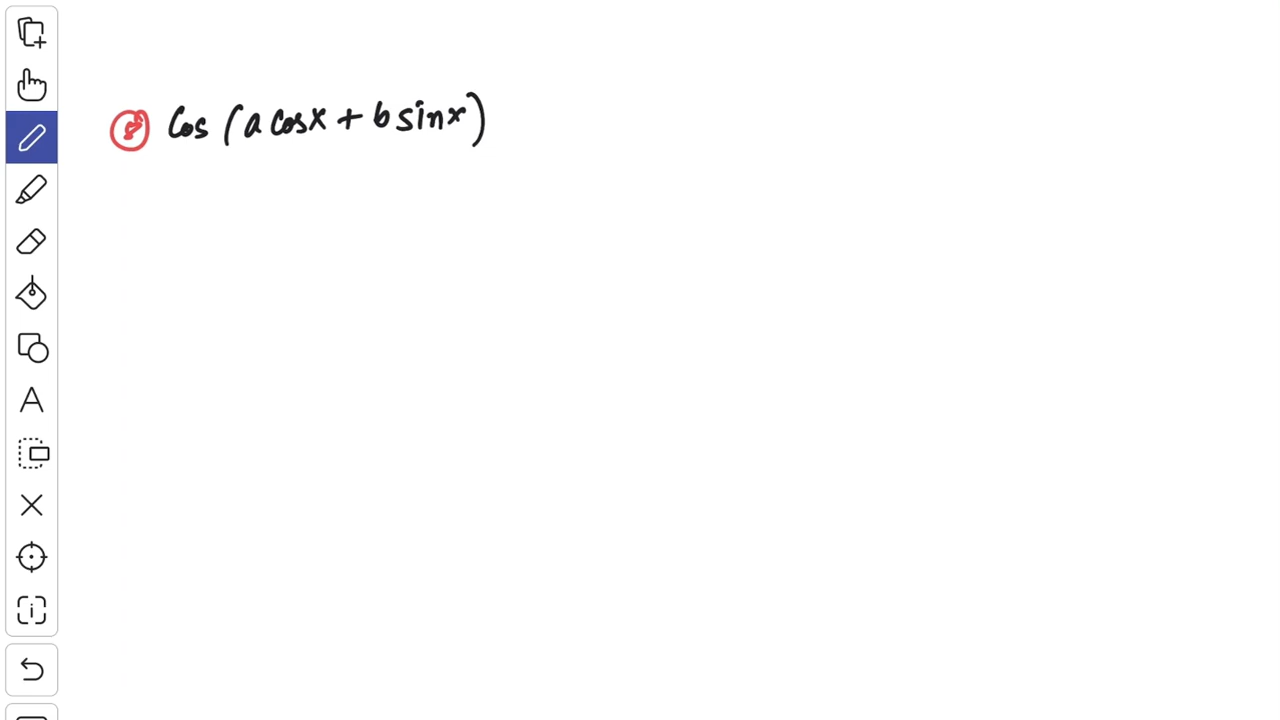 Cos (a cosx + b sinx)